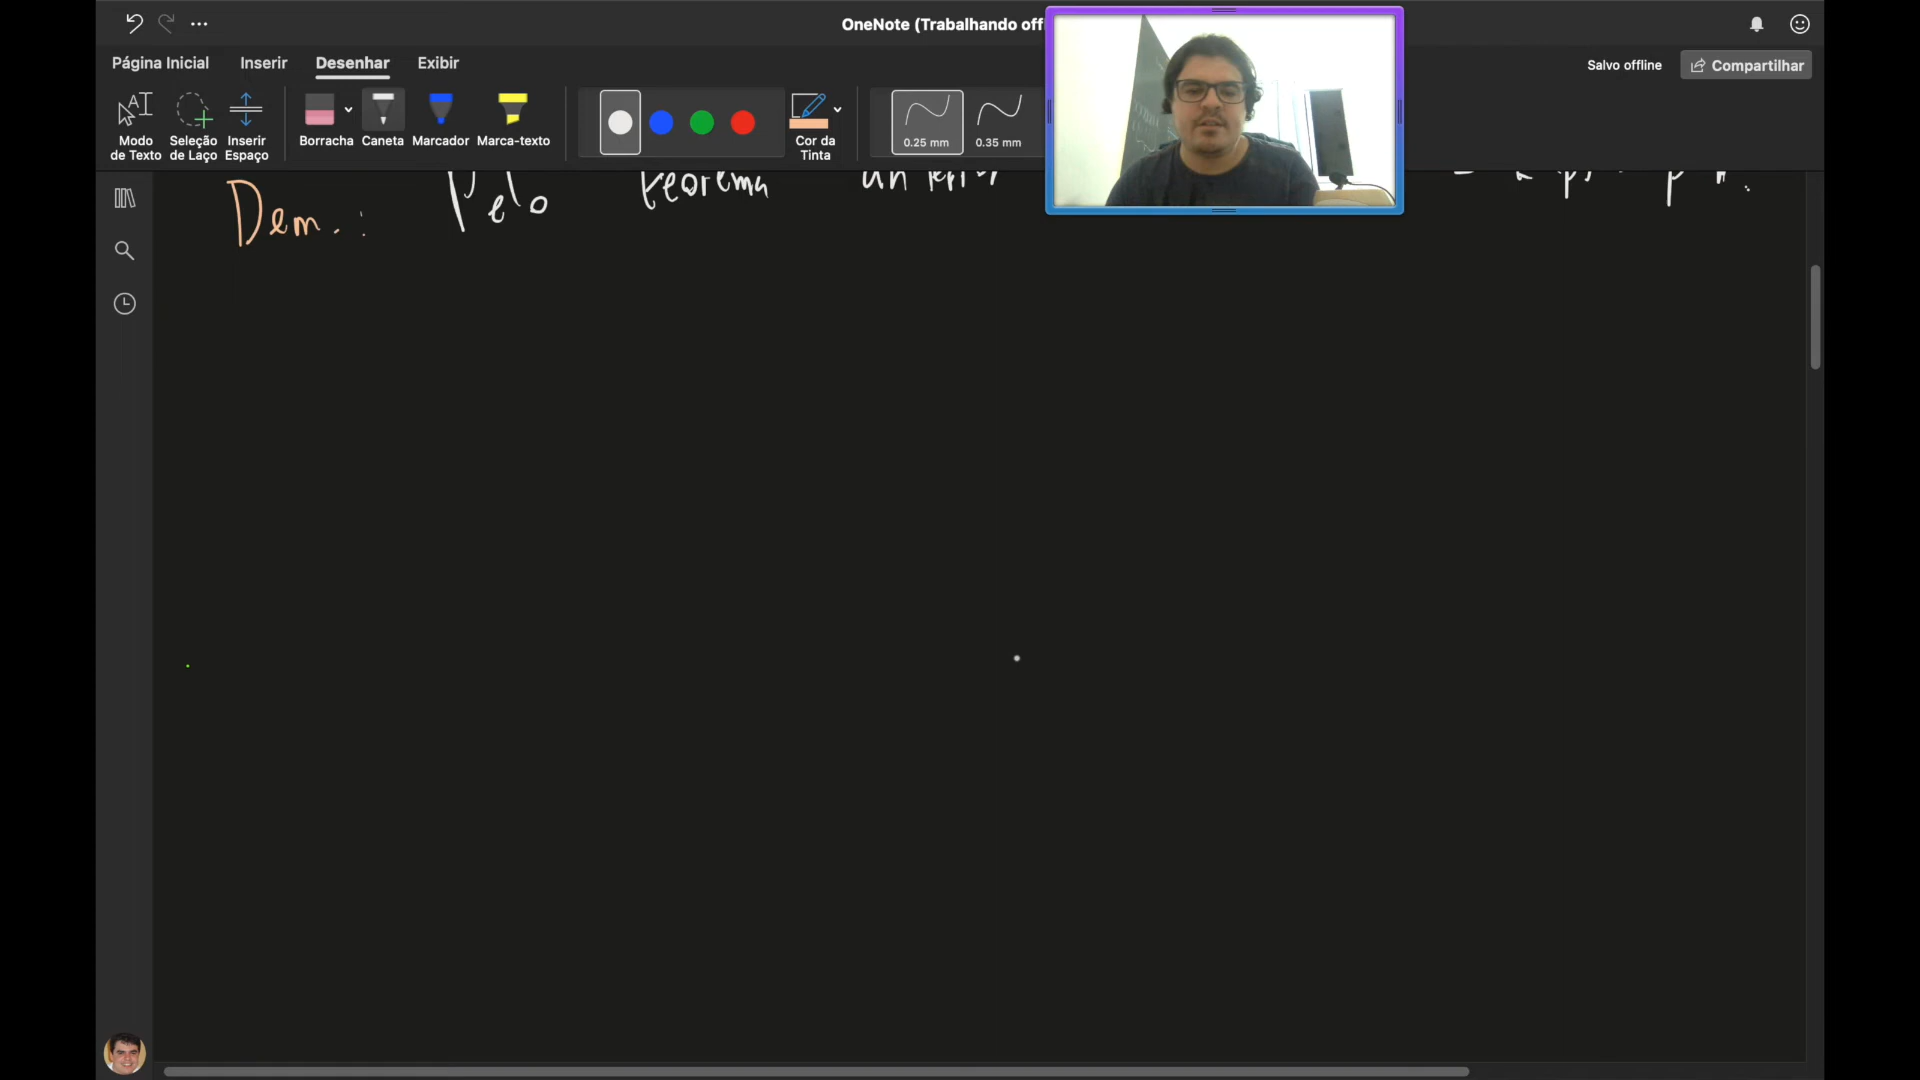 OneNote (Trabalhando off
Página Inicial Inserir Desenhar Exibir
Salvo offline Compartilhar
Modo de Texto
Seleção de Laço
Inserir Espaço
Borracha
Caneta
Marcador
Marca-texto
Cor da Tinta
0.25 mm
0.35 mm
Dem.: Pelo teorema anterior